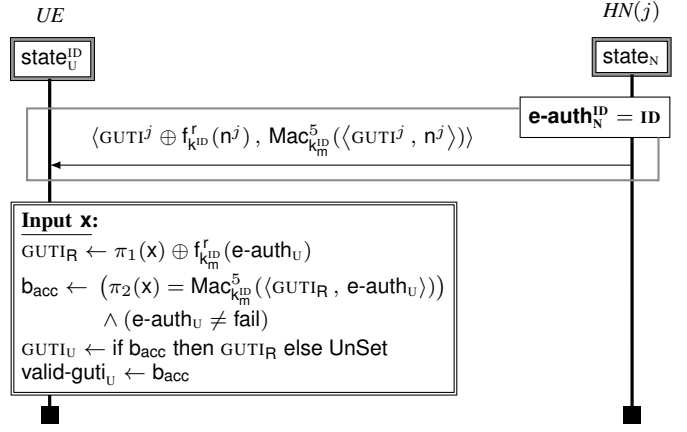 UE HN(j)
state_U^ID state_N
e-auth_N^ID = ID
⟨GUTI^j ⊕ f^r_{k^ID}(n^j) , Mac^5_{k_m^ID}(⟨GUTI^j , n^j⟩)⟩
Input x:
GUTI_R ← π_1(x) ⊕ f^r_{k_m^ID}(e-auth_U)
b_acc ← (π_2(x) = Mac^5_{k_m^ID}(⟨GUTI_R , e-auth_U⟩))
∧ (e-auth_U ≠ fail)
GUTI_U ← if b_acc then GUTI_R else UnSet
valid-guti_U ← b_acc